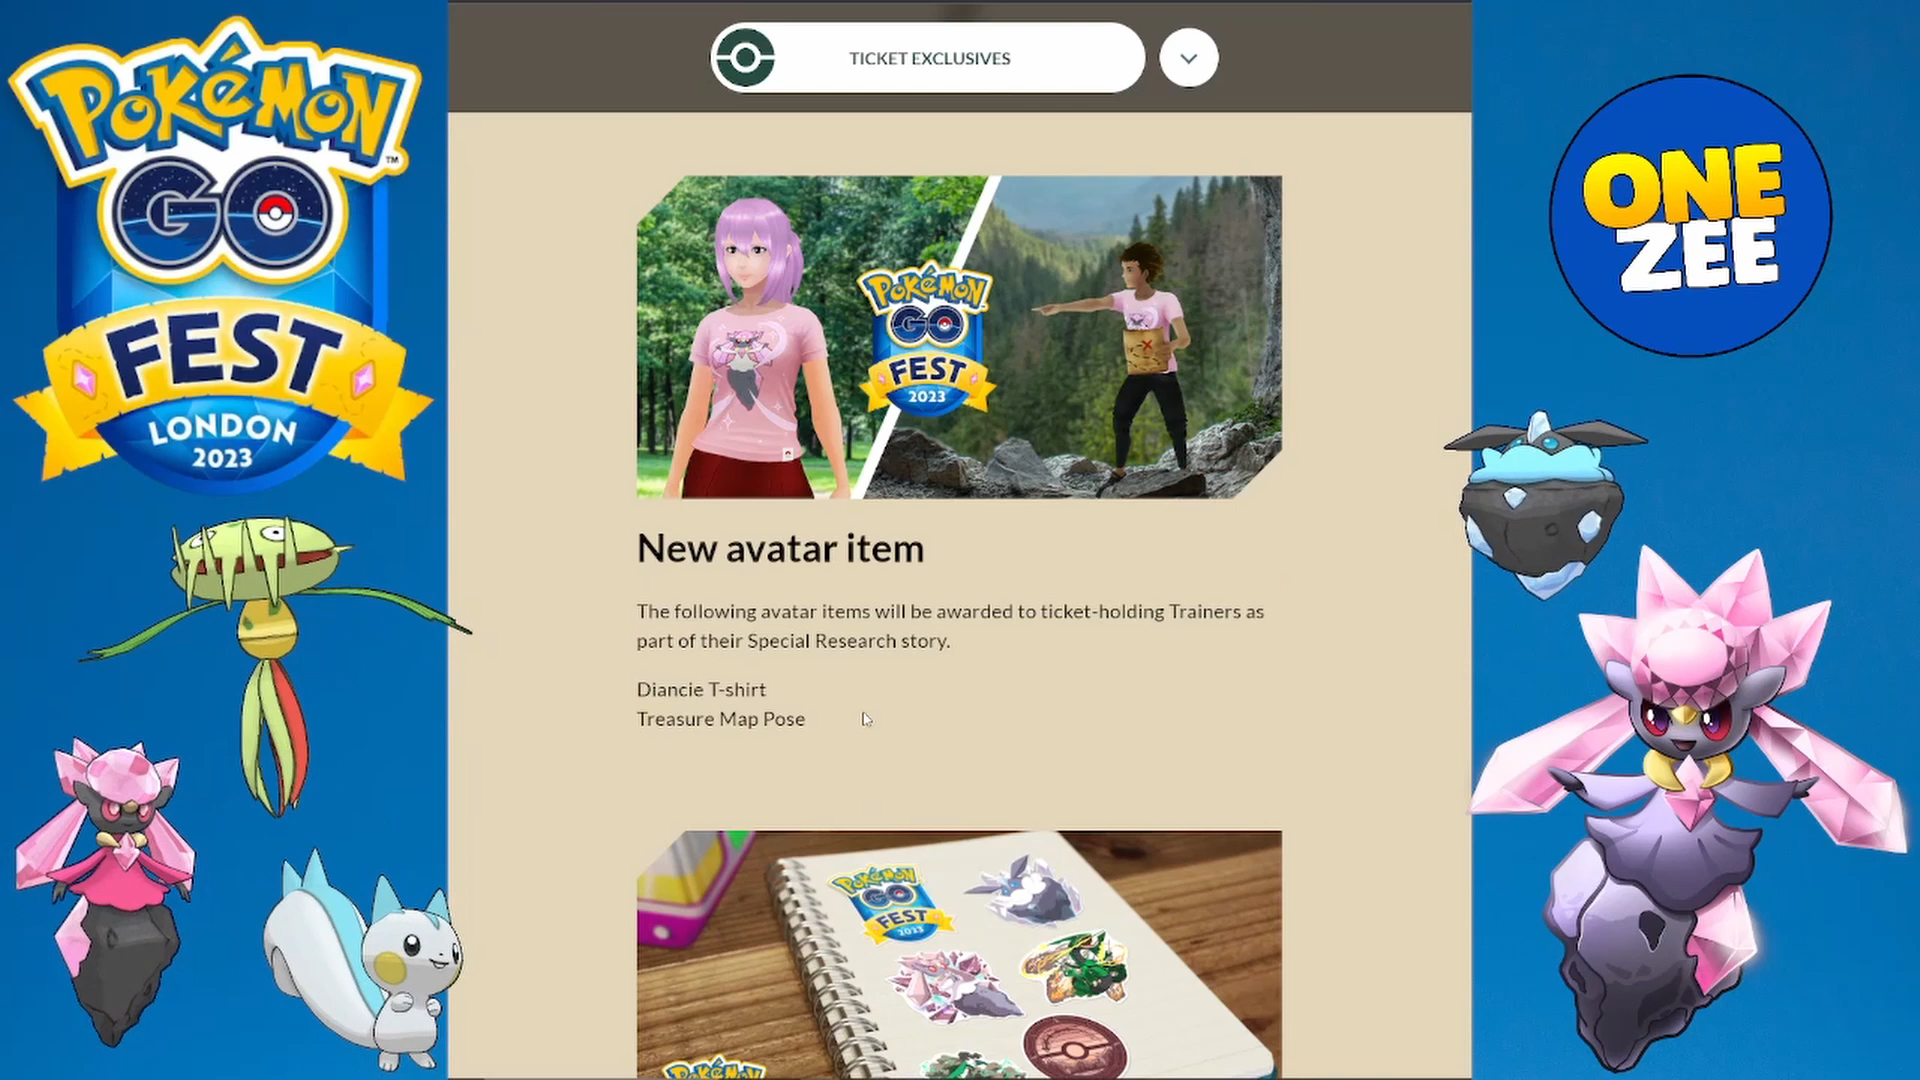 POKÉMON
GO
FEST
LONDON
2023
TICKET EXCLUSIVES
ONE
ZEE
POKÉMON
GO
FEST
2023
New avatar item
The following avatar items will be awarded to ticket-holding Trainers as
part of their Special Research story.
Diancie T-shirt
Treasure Map Pose
POKÉMON
GO
FEST
2023
POKÉMON